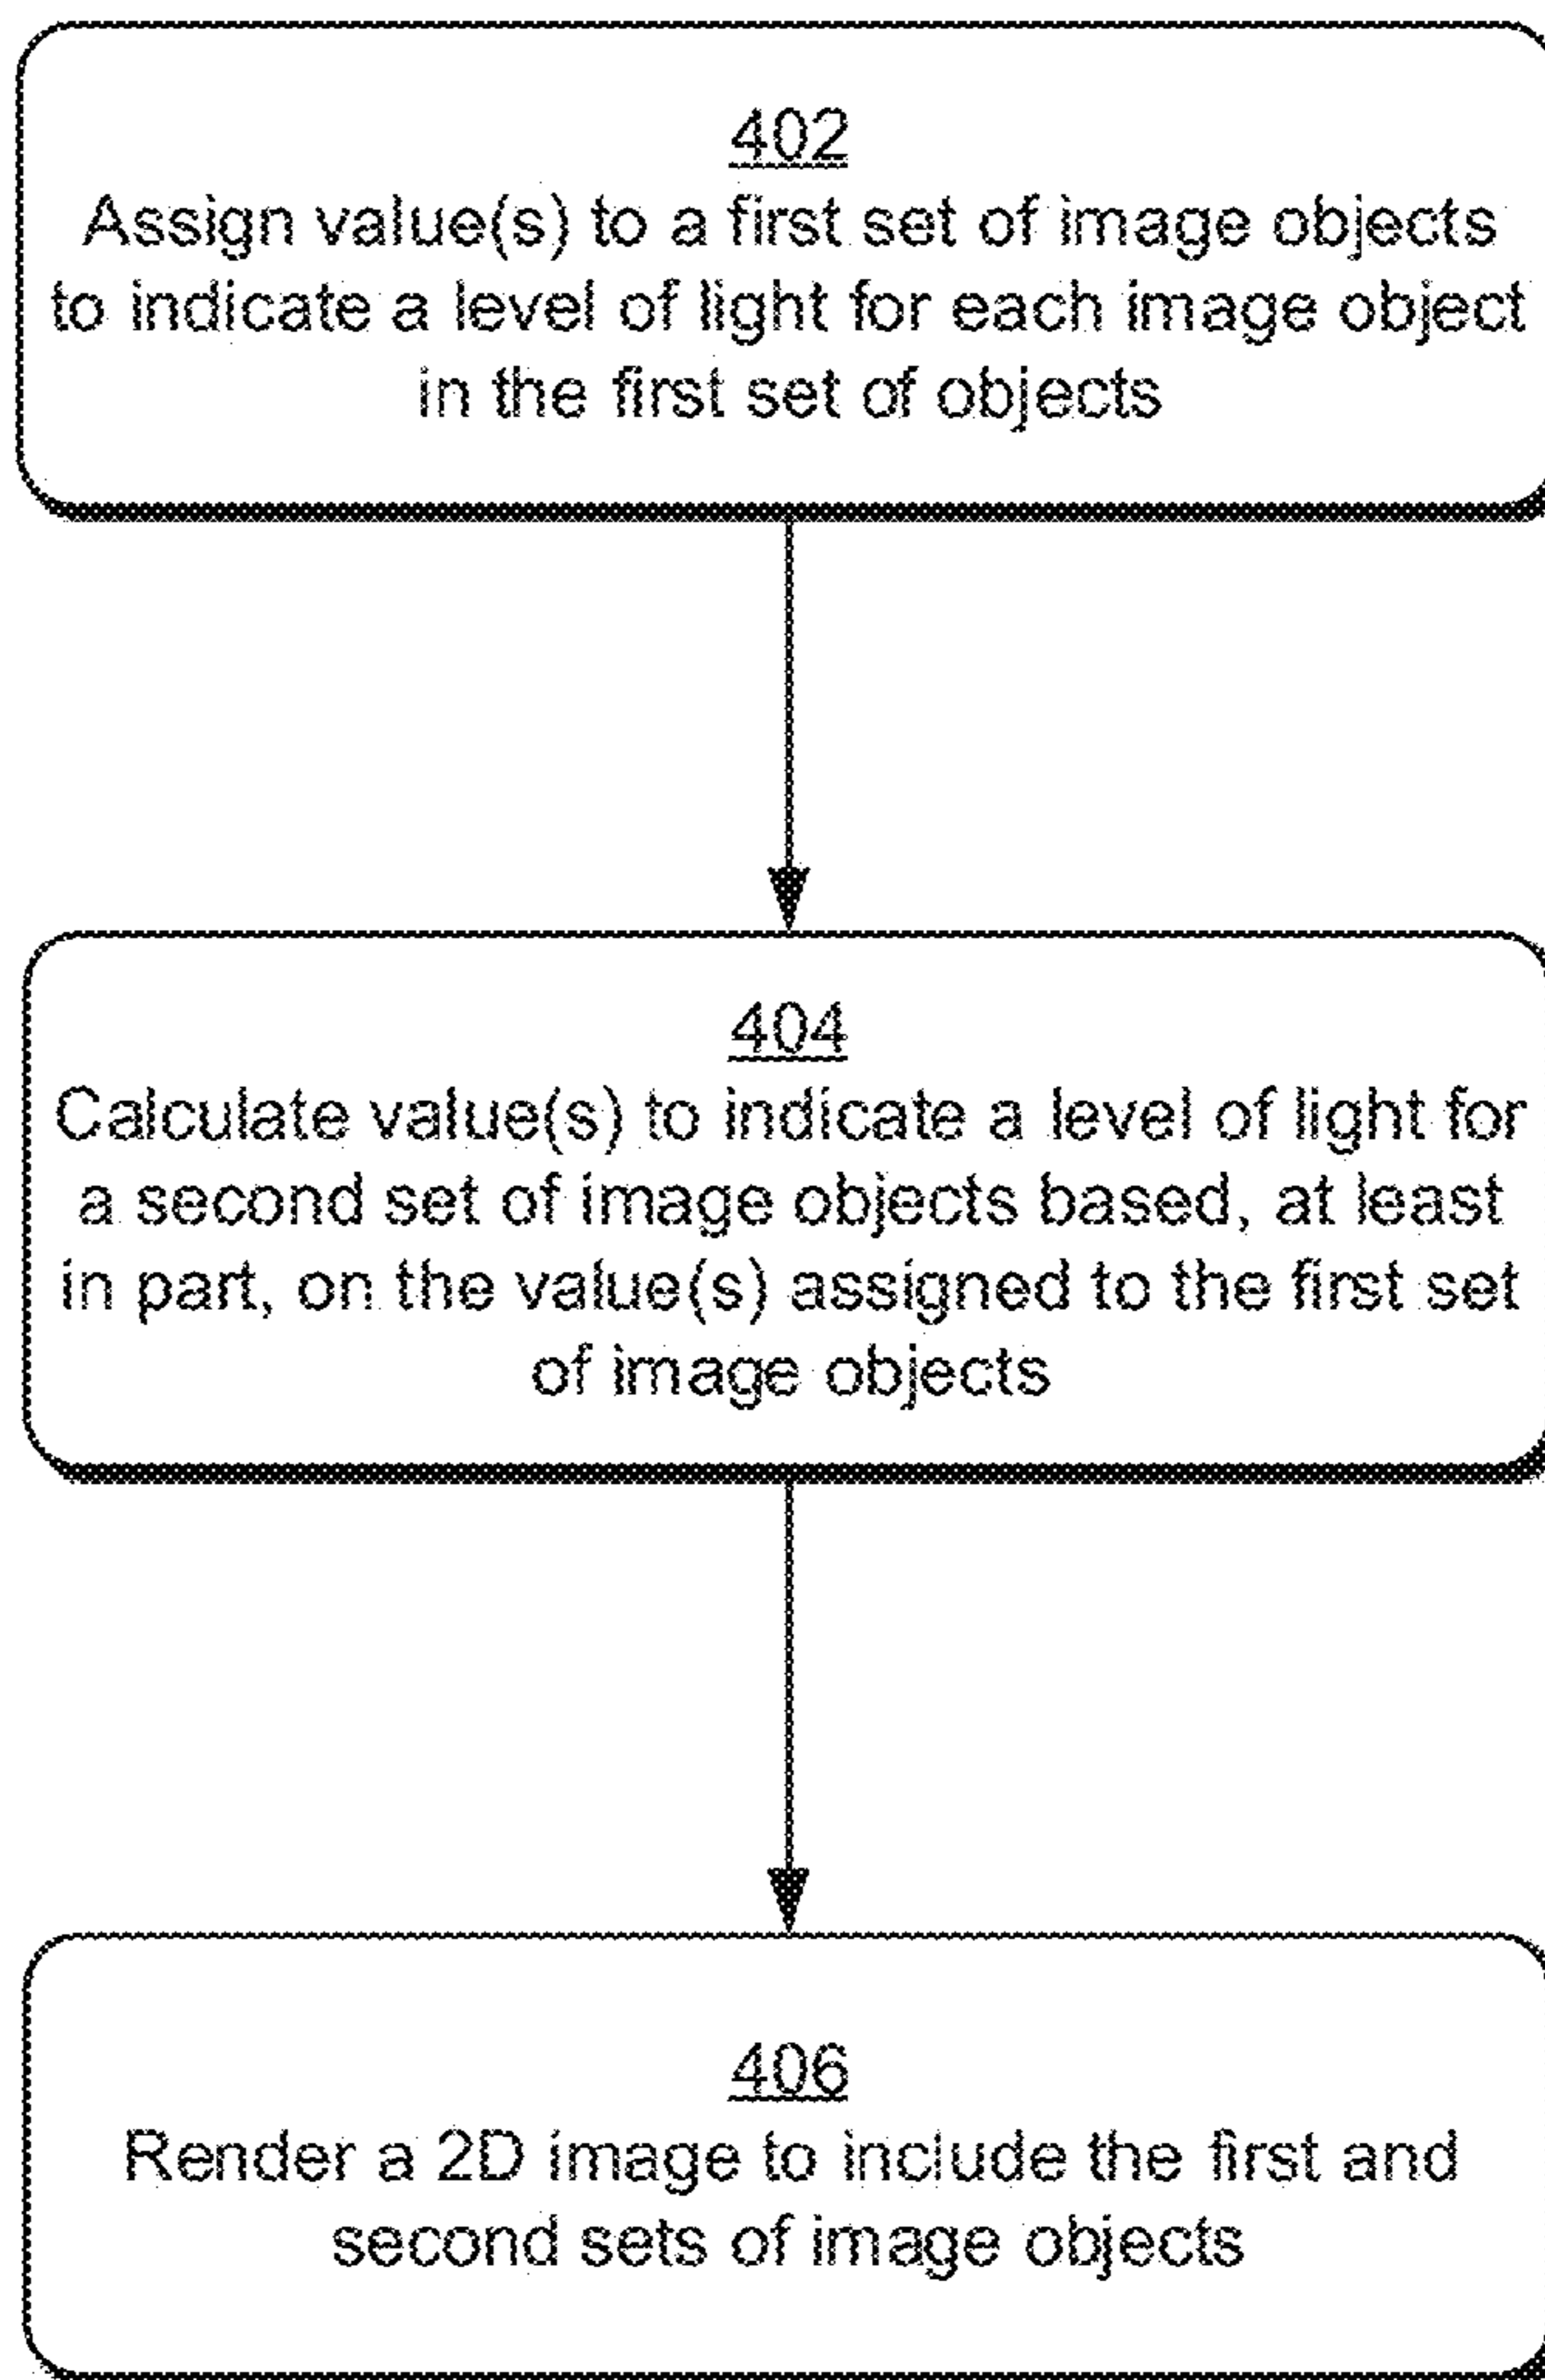 402
Assign value(s) to a first set of image objects
to indicate a level of light for each image object
in the first set of objects
404
Calculate value(s) to indicate a level of light for
a second set of image objects based, at least
in part, on the value(s) assigned to the first set
of image objects
406
Render a 2D image to include the first and
second sets of image objects